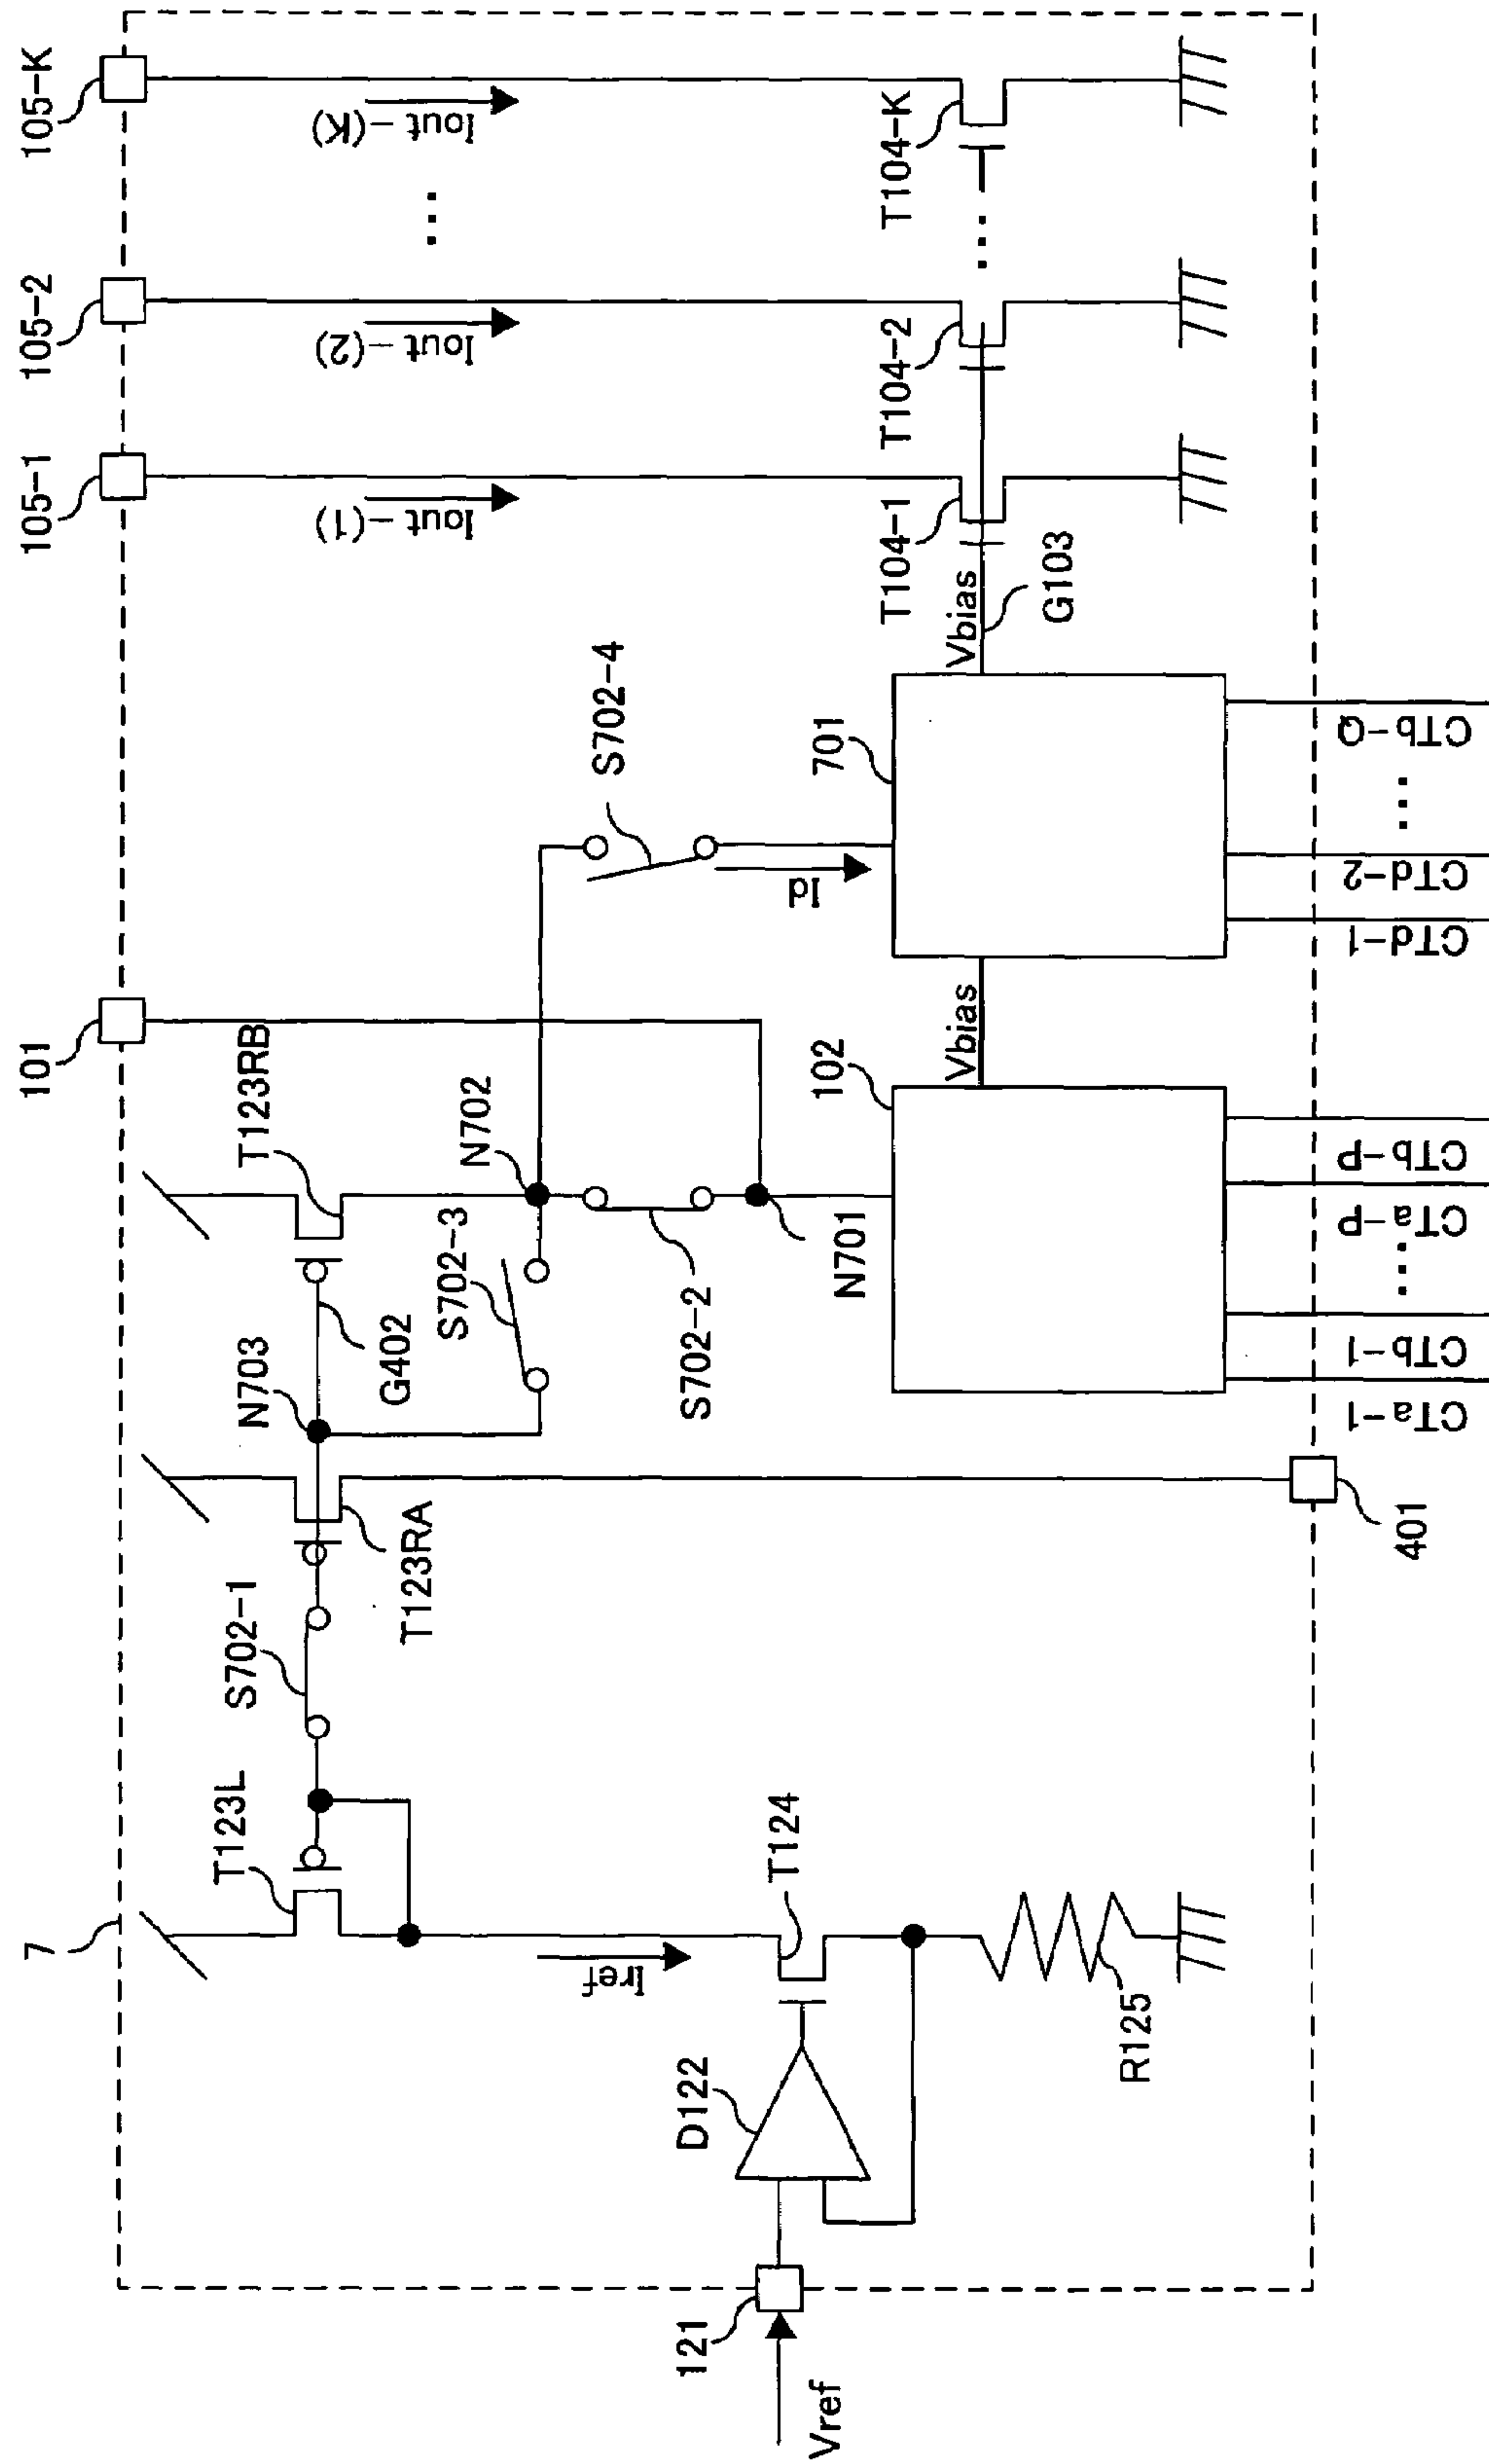 7
101
105-1
105-2
105-K
T123L
S702-1
N703
T123RB
T123RA
G402
S702-3
N702
S702-4
Iout-(1)
Iout-(2)
Iout-(K)
...
Iref
S702-2
N701
Id
D122
T124
102
701
Vbias
Vbias
G103
T104-1
T104-2
T104-K
...
121
Vref
R125
401
CTa-1
CTb-1
...
CTa-P
CTb-P
CTd-1
CTd-2
...
CTb-Q